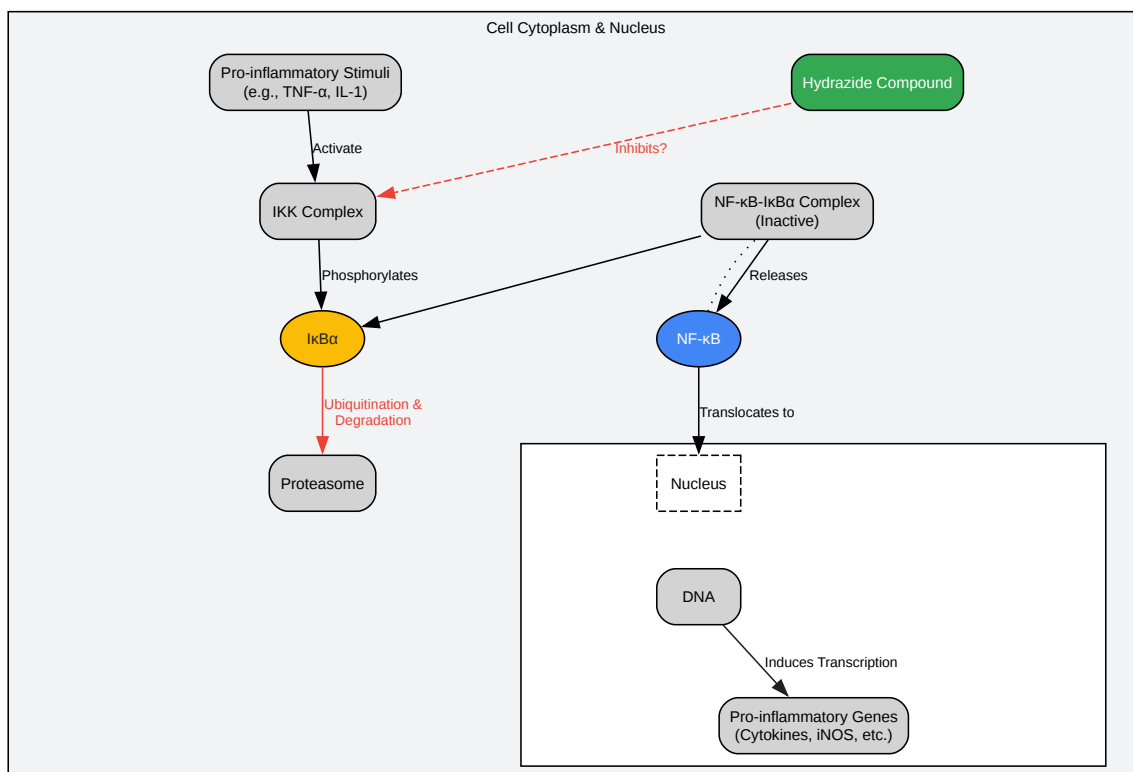 Cell Cytoplasm & Nucleus
Pro-inflammatory Stimuli
(e.g., TNF-α, IL-1)
Hydrazide Compound
Activate
Inhibits?
IKK Complex
NF-κB-IκBα Complex
(Inactive)
Phosphorylates
Releases
IκBα
NF-κB
Ubiquitination &
Degradation
Translocates to
Proteasome
Nucleus
DNA
Induces Transcription
Pro-inflammatory Genes
(Cytokines, iNOS, etc.)